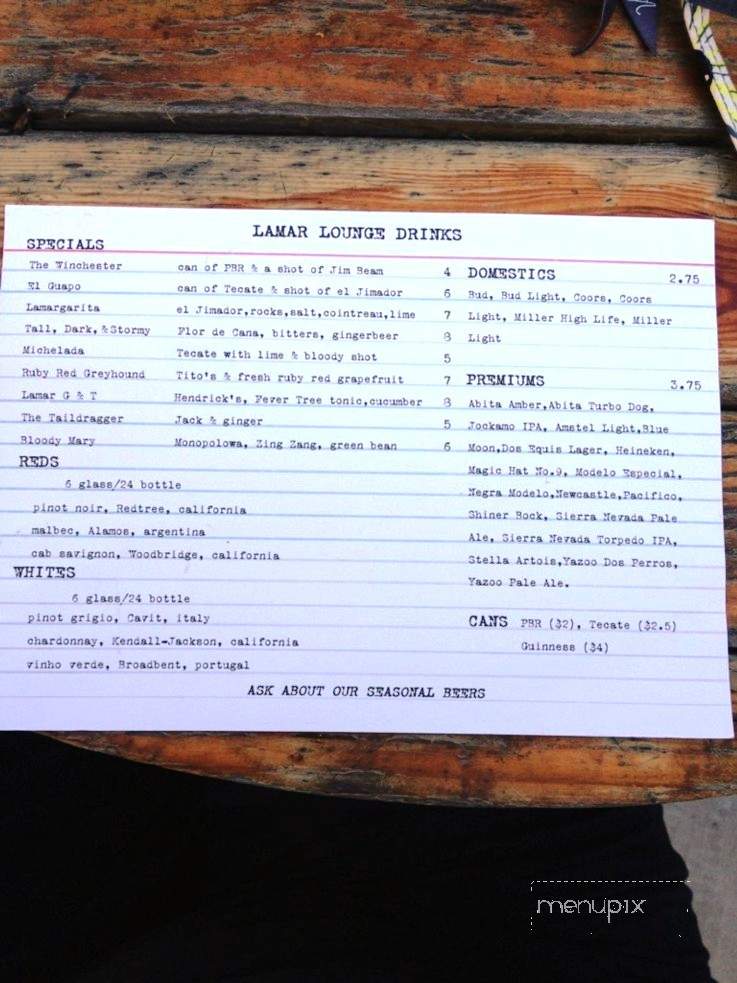 LAMAR LOUNGE DRINKS
SPECIALS
The Winchester can of PBR & a shot of Jim Beam 4
El Guapo can of Tecate & shot of el Jimador 6
Lamargarita el Jimador,rocks,salt,cointreau,lime 7
Tall, Dark, &Stormy Flor de Cana, bitters, gingerbeer 8
Michelada Tecate with lime & bloody shot 5
Ruby Red Greyhound Tito's & fresh ruby red grapefruit 7
Lamar G & T Hendrick's, Fever Tree tonic,cucumber 8
The Taildragger Jack & ginger 5
Bloody Mary Monopolowa, Zing Zang, green bean 6
REDS
6 glass/24 bottle
pinot noir, Redtree, california
malbec, Alamos, argentina
cab savignon, Woodbridge, california
WHITES
6 glass/24 bottle
pinot grigio, Cavit, italy
chardonnay, Kendall-Jackson, california
vinho verde, Broadbent, portugal
DOMESTICS 2.75
Bud, Bud Light, Coors, Coors
Light, Miller High Life, Miller
Light
PREMIUMS 3.75
Abita Amber,Abita Turbo Dog,
Jockamo IPA, Amstel Light,Blue
Moon,Dos Equis Lager, Heineken,
Magic Hat No.9, Modelo Especial,
Negra Modelo,Newcastle,Pacifico,
Shiner Bock, Sierra Nevada Pale
Ale, Sierra Nevada Torpedo IPA,
Stella Artois,Yazoo Dos Perros,
Yazoo Pale Ale.
CANS PBR ($2), Tecate ($2.5)
Guinness ($4)
ASK ABOUT OUR SEASONAL BEERS
menupix